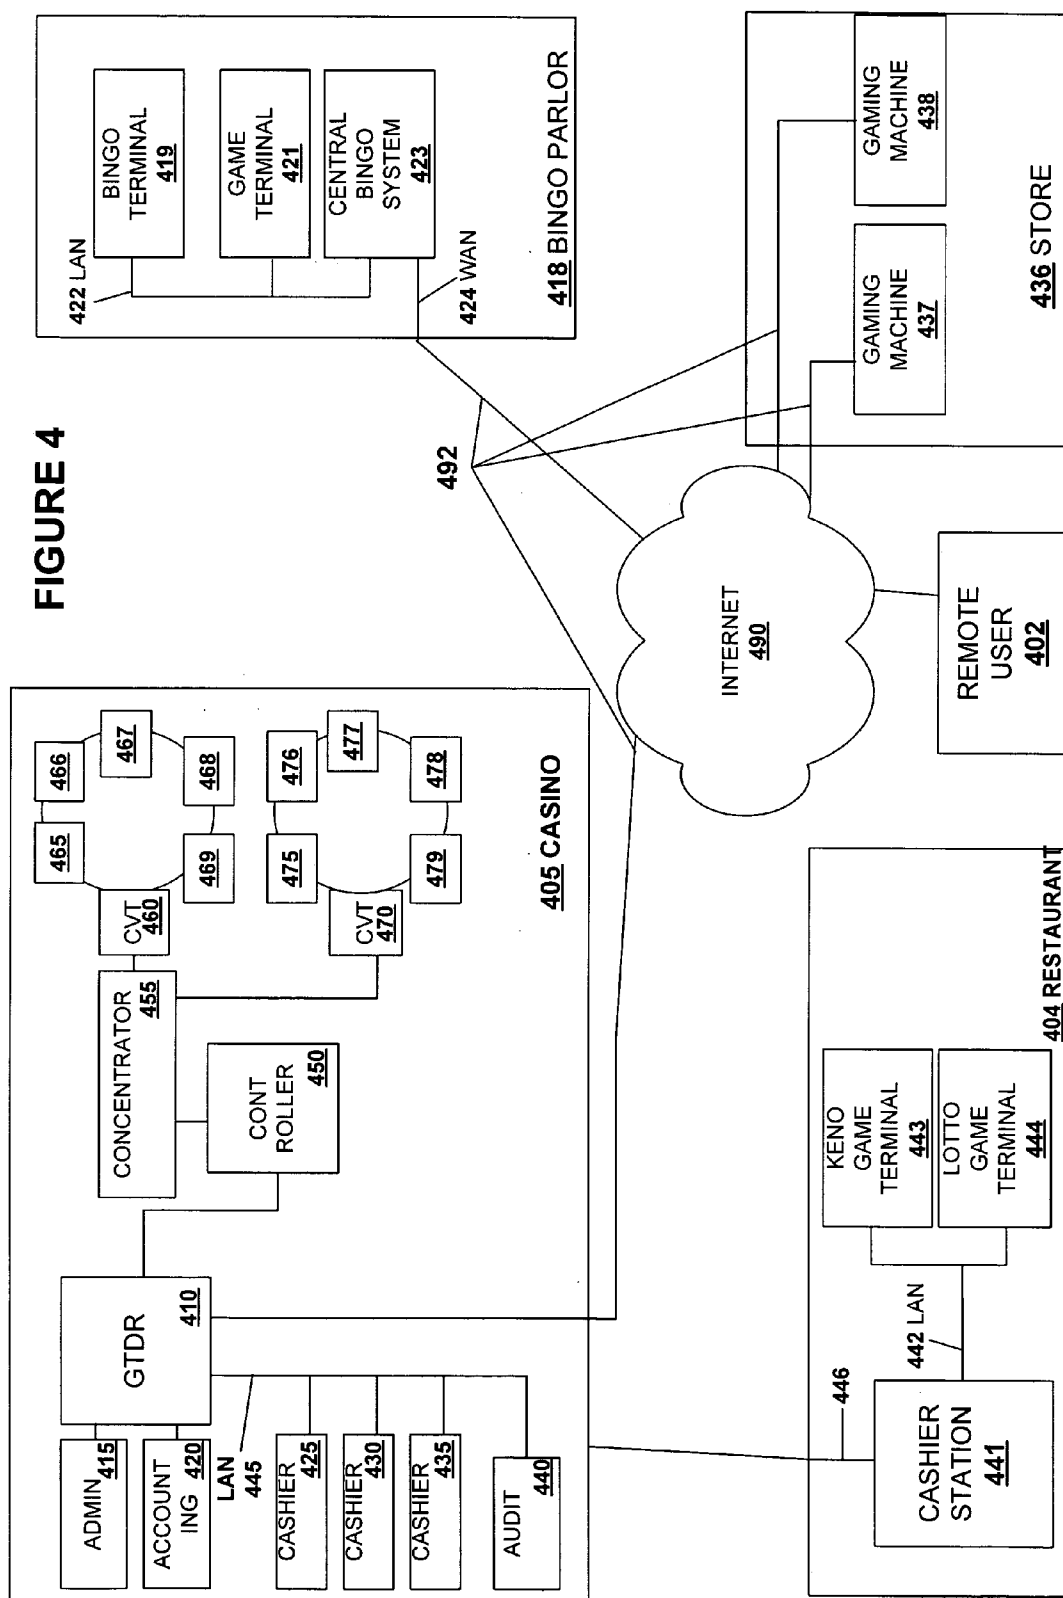 FIGURE 4
ADMIN
415
ACCOUNT
ING
420
GTDR
410
LAN
445
CASHIER
425
CASHIER
430
CASHIER
435
AUDIT
440
CONCENTRATOR
455
CONT
ROLLER
450
CVT
460
465
466
467
468
469
CVT
470
475
476
477
478
479
405 CASINO
BINGO
TERMINAL
419
GAME
TERMINAL
421
CENTRAL
BINGO
SYSTEM
423
422 LAN
424 WAN
418 BINGO PARLOR
492
INTERNET
490
446
CASHIER
STATION
441
442 LAN
KENO
GAME
TERMINAL
443
LOTTO
GAME
TERMINAL
444
404 RESTAURANT
REMOTE
USER
402
GAMING
MACHINE
437
GAMING
MACHINE
438
436 STORE